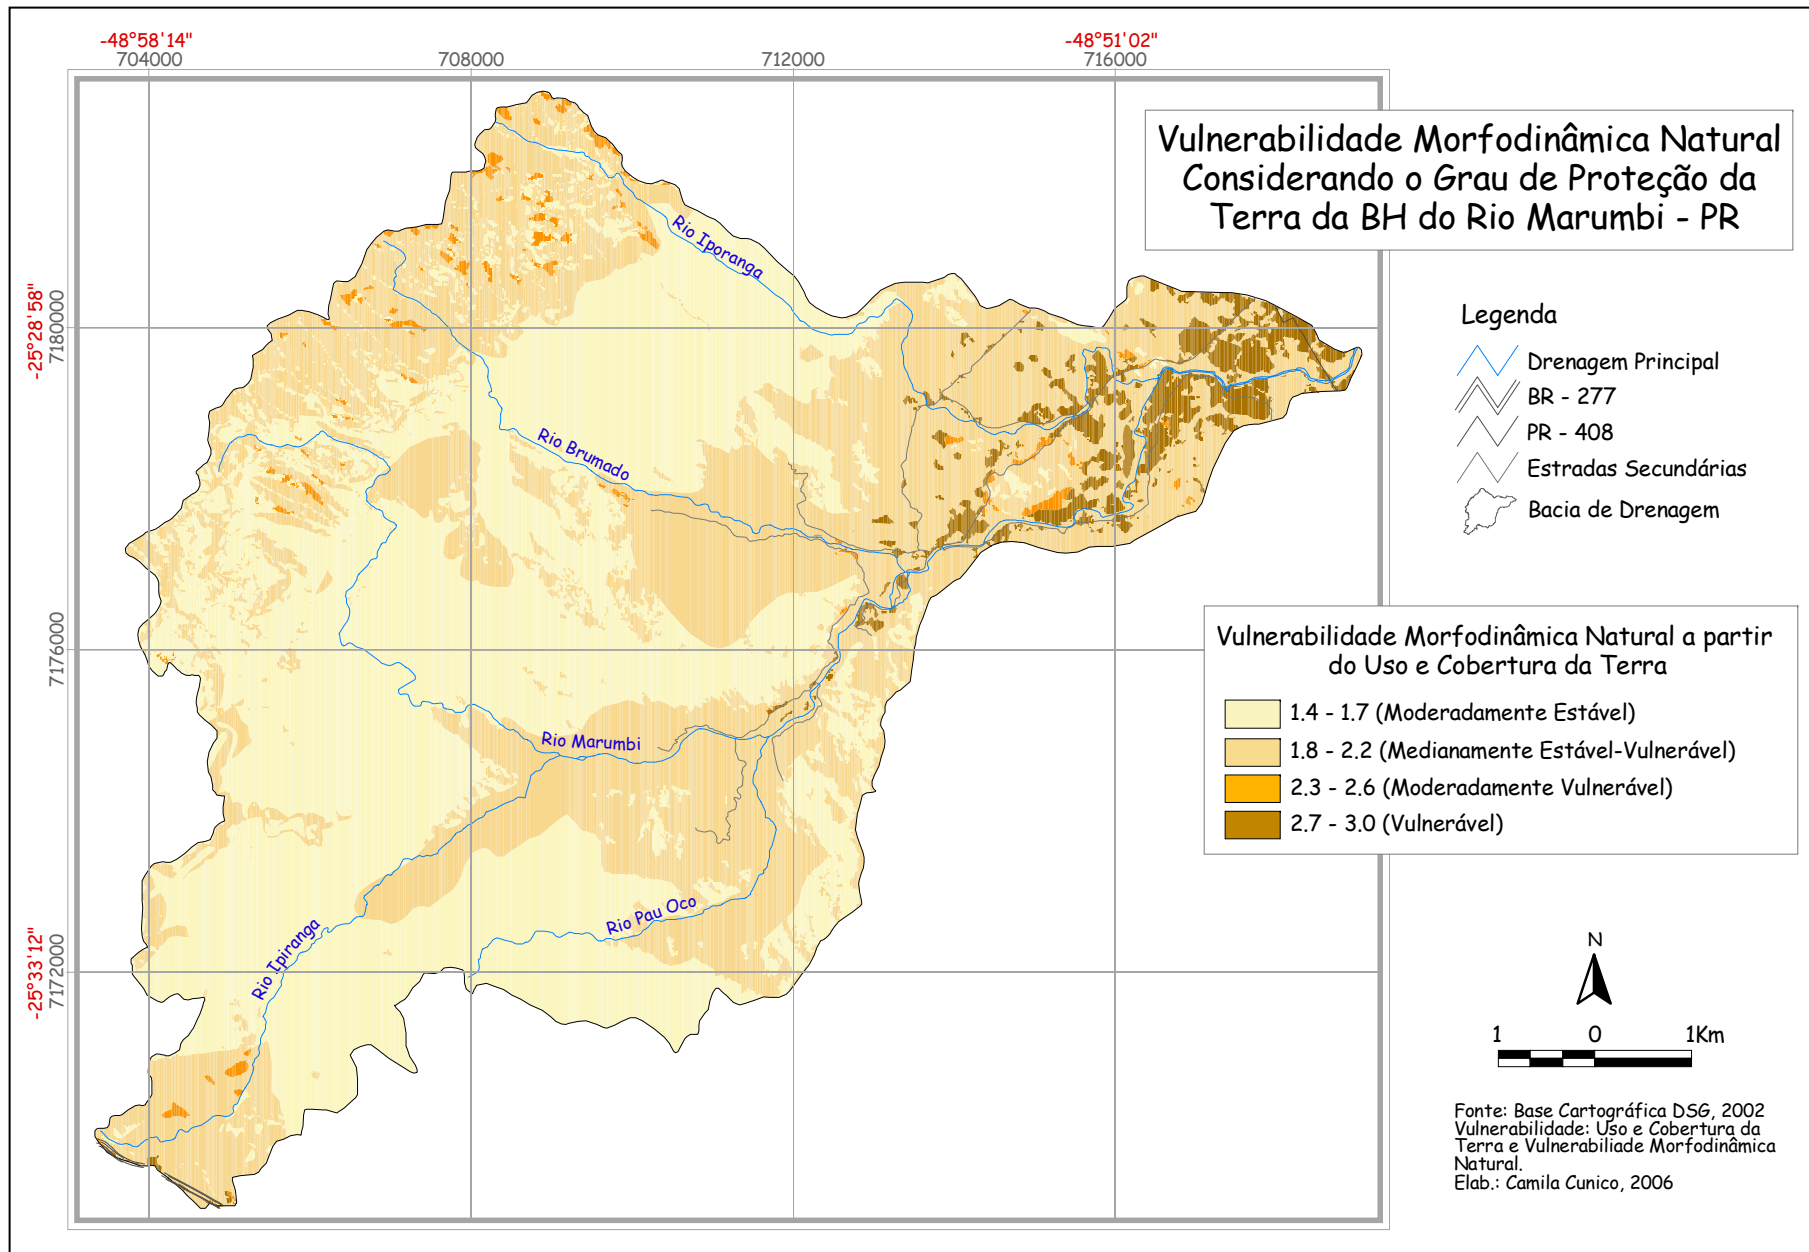 -48°58'14"
-48°51'02"
704000
708000
712000
716000
Vulnerabilidade Morfodinâmica Natural
Considerando o Grau de Proteção da
Terra da BH do Rio Marumbi - PR
-25°28'58"
7180000
7176000
-25°33'12"
7172000
Rio Iporanga
Rio Brumado
Rio Marumbi
Rio Pau Oco
Rio Ipiranga
Legenda
Drenagem Principal
BR - 277
PR - 408
Estradas Secundárias
Bacia de Drenagem
Vulnerabilidade Morfodinâmica Natural a partir
do Uso e Cobertura da Terra
1.4 - 1.7 (Moderadamente Estável)
1.8 - 2.2 (Medianamente Estável-Vulnerável)
2.3 - 2.6 (Moderadamente Vulnerável)
2.7 - 3.0 (Vulnerável)
N
1 0 1Km
Fonte: Base Cartográfica DSG, 2002
Vulnerabilidade: Uso e Cobertura da
Terra e Vulnerabiliade Morfodinâmica
Natural.
Elab.: Camila Cunico, 2006